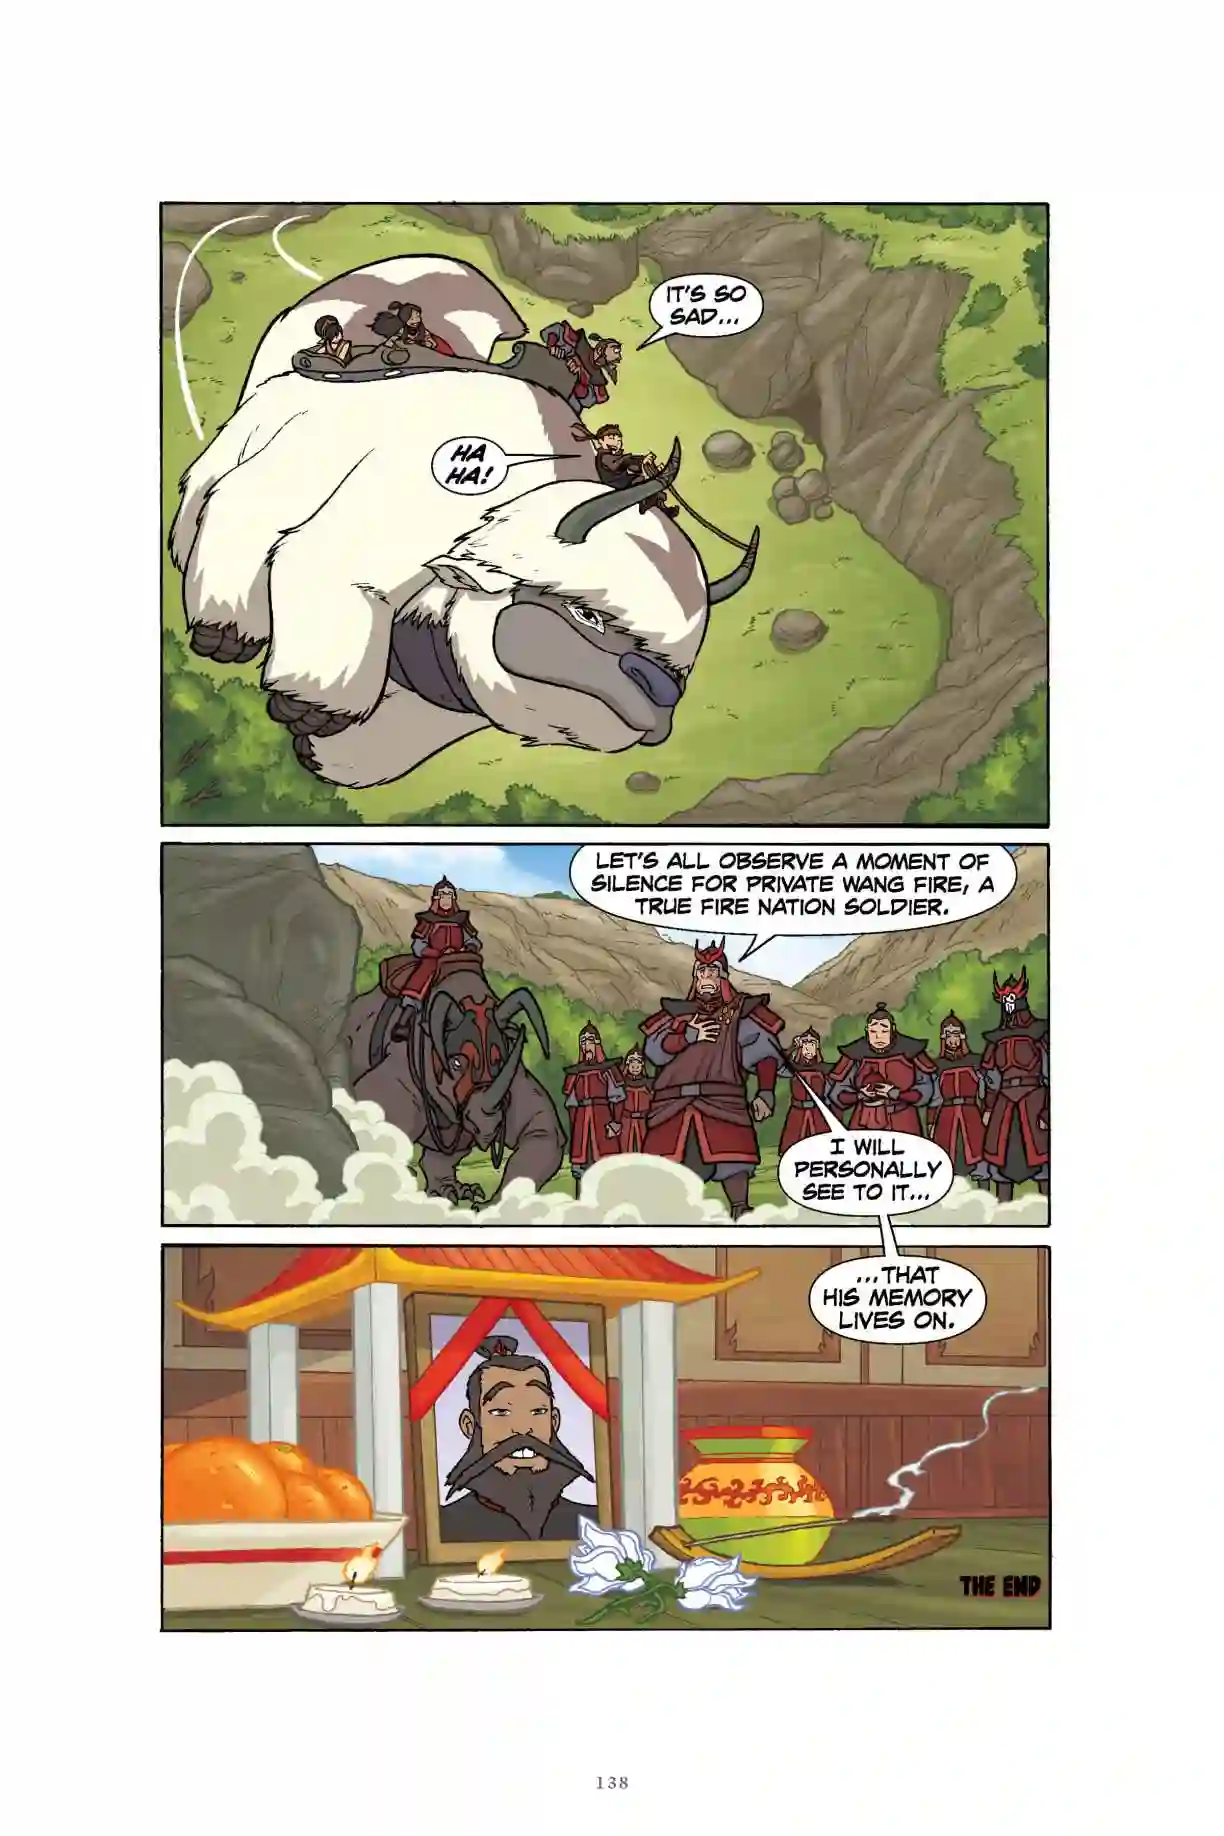 IT'S SO
SAD...
HA
HA!
LET'S ALL OBSERVE A MOMENT OF
SILENCE FOR PRIVATE WANG FIRE, A
TRUE FIRE NATION SOLDIER.
I WILL
PERSONALLY
SEE TO IT...
...THAT
HIS MEMORY
LIVES ON.
THE END
138